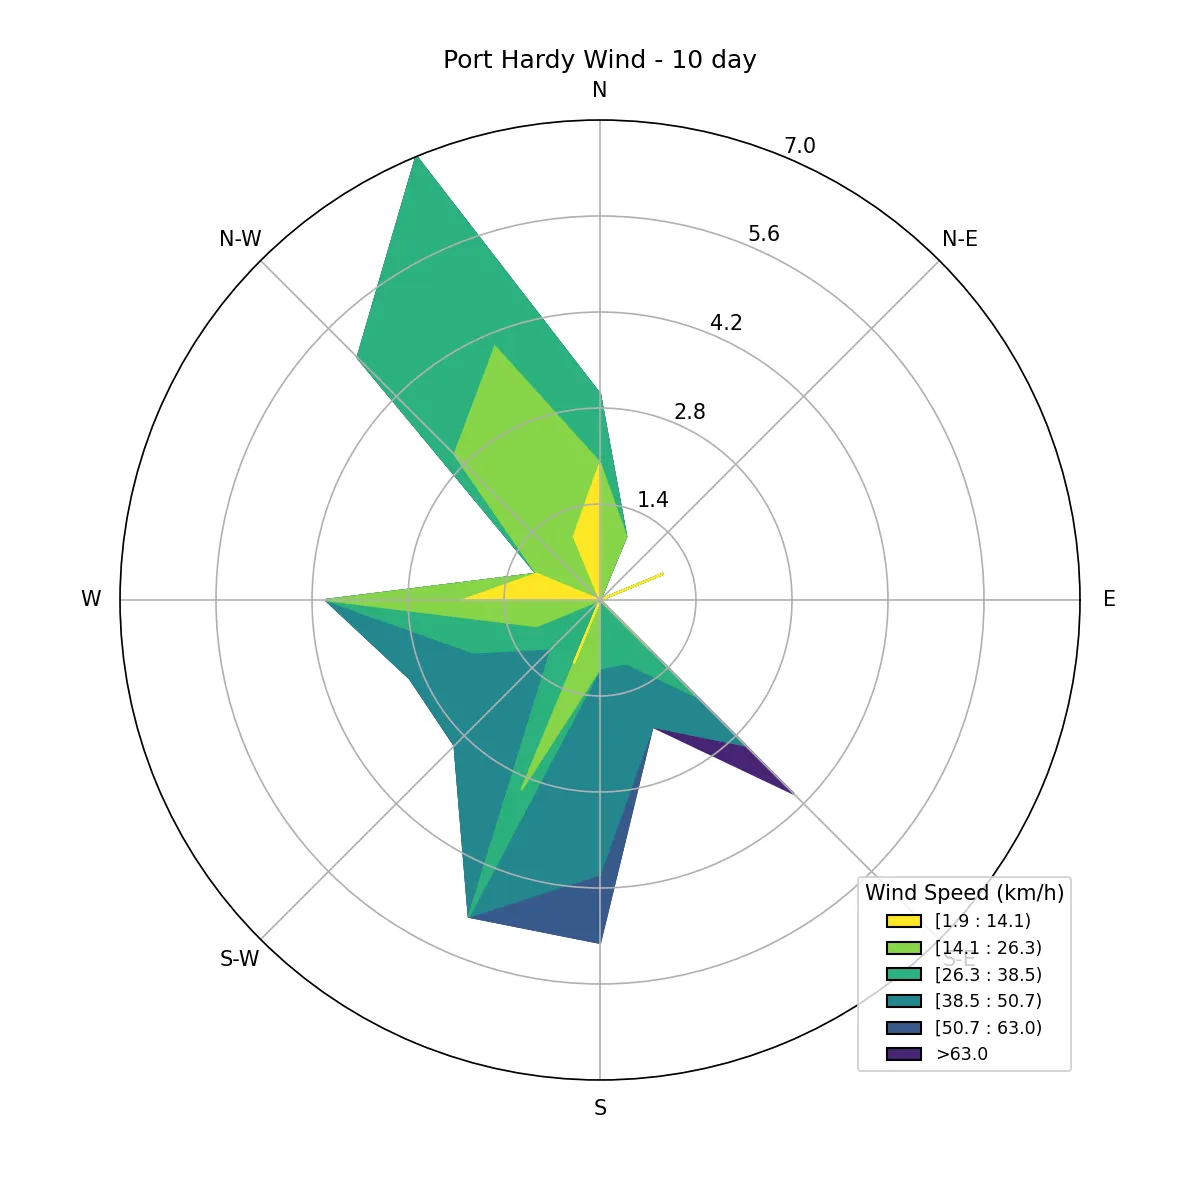 Port Hardy Wind - 10 day
N
7.0
N-W
5.6
N-E
4.2
2.8
1.4
W
E
Wind Speed (km/h)
[1.9 : 14.1)
[14.1 : 26.3)
S-W
S-E
[26.3 : 38.5)
[38.5 : 50.7)
[50.7 : 63.0)
>63.0
S